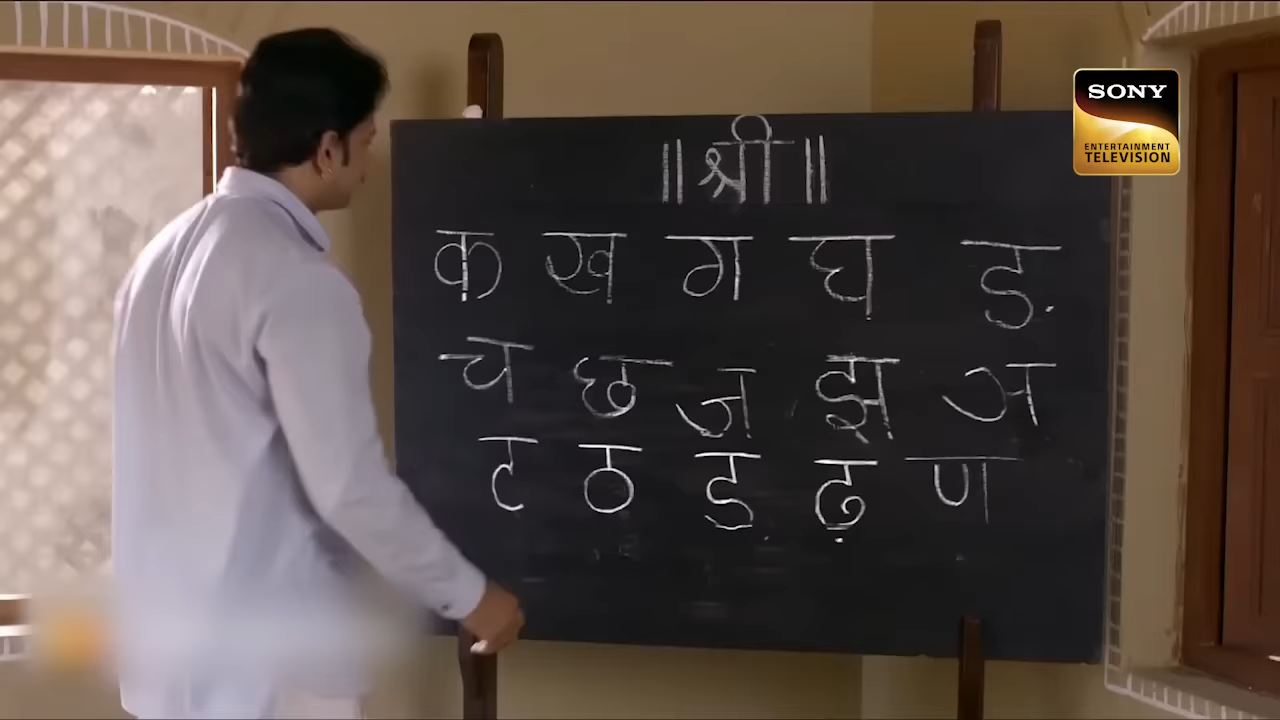 SONY
ENTERTAINMENT
TELEVISION
॥ श्री ॥
क ख ग घ ङ
च छ ज़ झ़ अ
ट ठ ड ढ़ ण